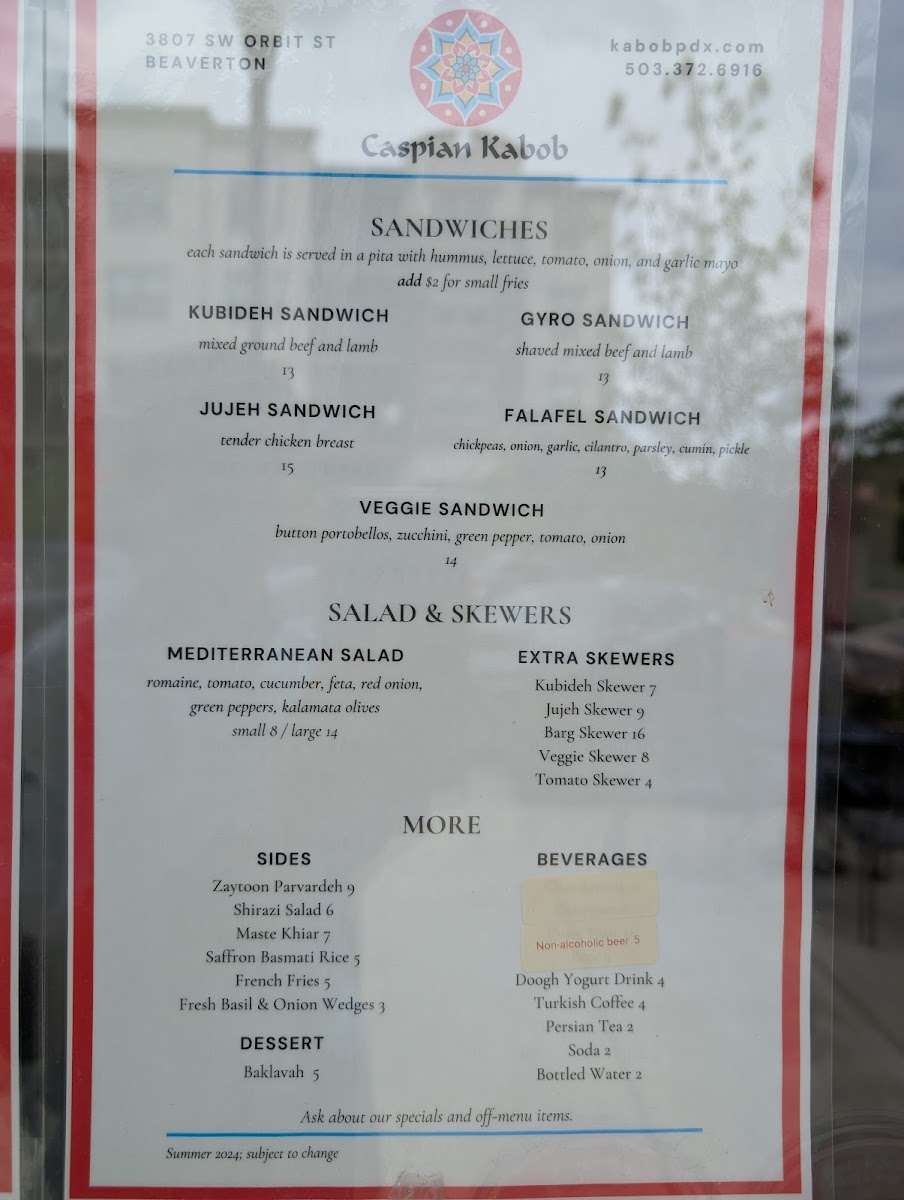 3807 SW ORBIT ST
BEAVERTON
kabobpdx.com
503.372.6916
Caspian Kabob
SANDWICHES
each sandwich is served in a pita with hummus, lettuce, tomato, onion, and garlic mayo
add $2 for small fries
KUBIDEH SANDWICH
mixed ground beef and lamb
13
GYRO SANDWICH
shaved mixed beef and lamb
13
JUJEH SANDWICH
tender chicken breast
15
FALAFEL SANDWICH
chickpeas, onion, garlic, cilantro, parsley, cumin, pickle
13
VEGGIE SANDWICH
button portobellos, zucchini, green pepper, tomato, onion
14
SALAD & SKEWERS
MEDITERRANEAN SALAD
romaine, tomato, cucumber, feta, red onion,
green peppers, kalamata olives
small 8 / large 14
EXTRA SKEWERS
Kubideh Skewer 7
Jujeh Skewer 9
Barg Skewer 16
Veggie Skewer 8
Tomato Skewer 4
MORE
SIDES
Zaytoon Parvardeh 9
Shirazi Salad 6
Maste Khiar 7
Saffron Basmati Rice 5
French Fries 5
Fresh Basil & Onion Wedges 3
DESSERT
Baklavah 5
BEVERAGES
Non-alcoholic beer 5
Doogh Yogurt Drink 4
Turkish Coffee 4
Persian Tea 2
Soda 2
Bottled Water 2
Ask about our specials and off-menu items.
Summer 2024; subject to change